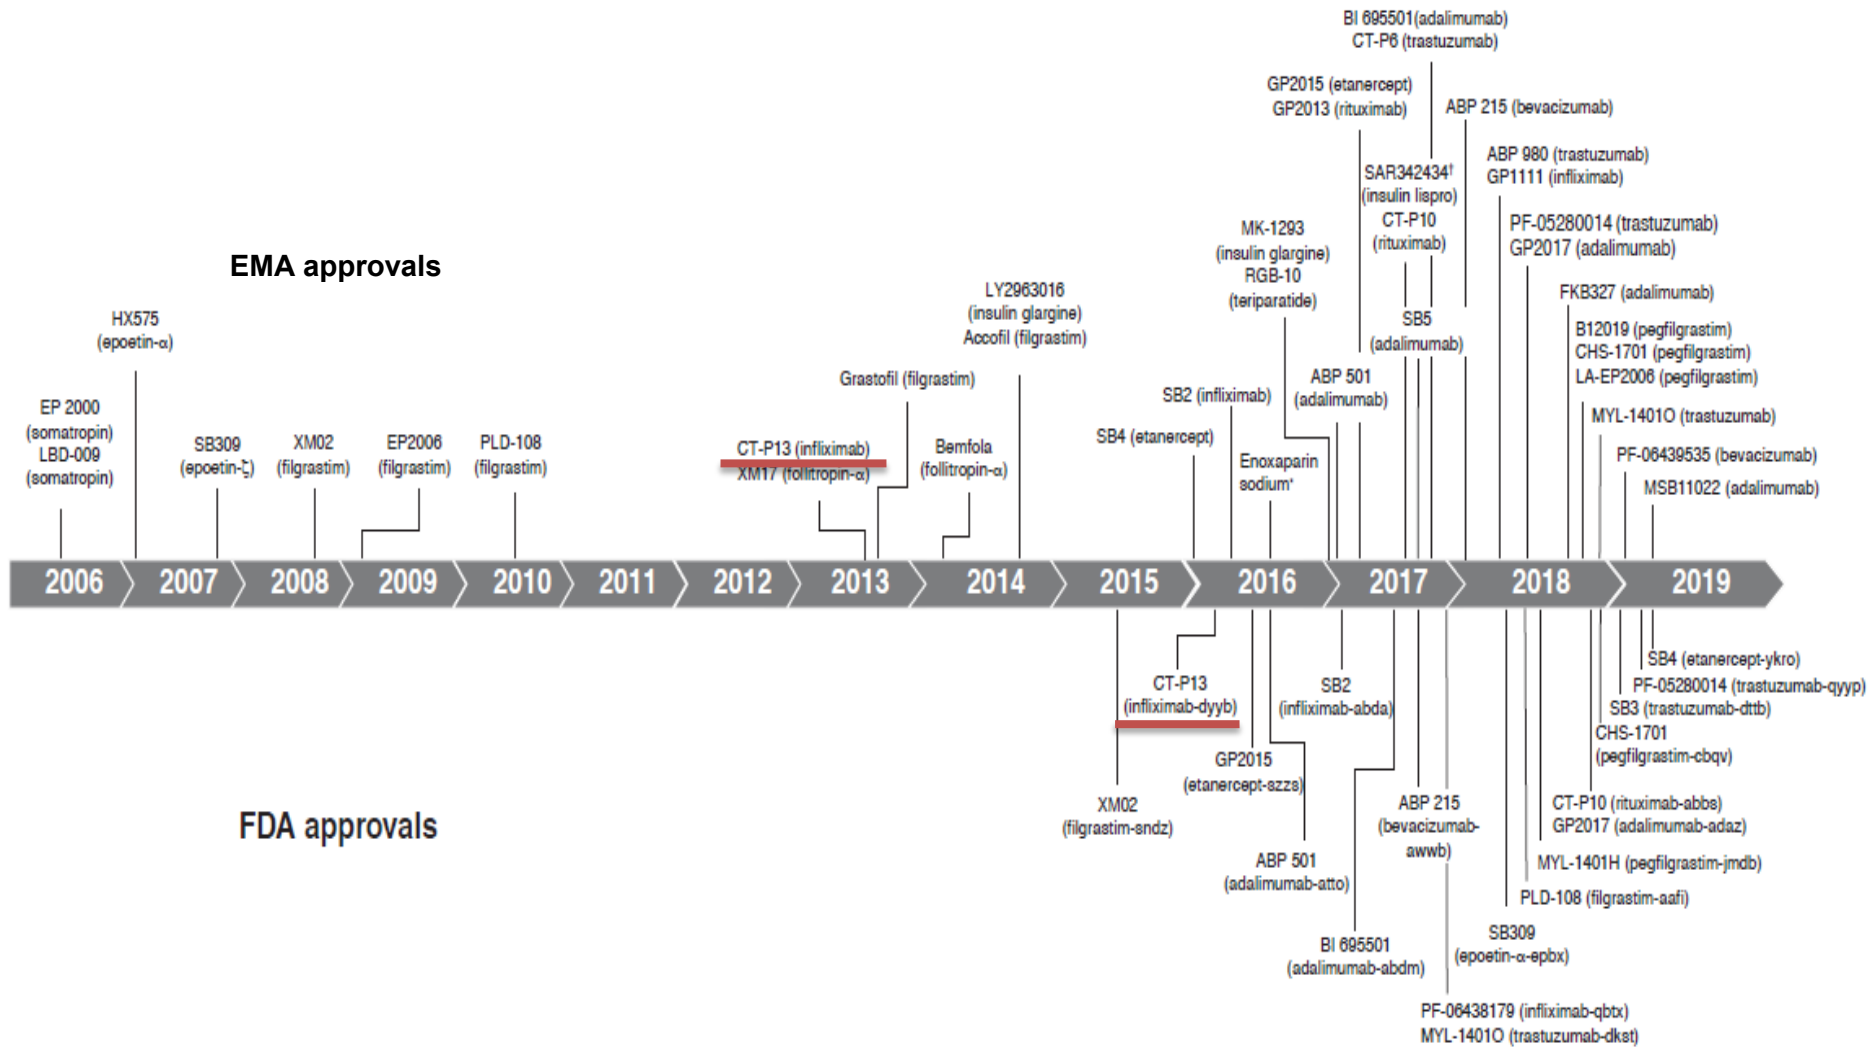 BI 695501(adalimumab)
CT-P6 (trastuzumab)
GP2015 (etanercept)
GP2013 (rituximab)
ABP 215 (bevacizumab)
ABP 980 (trastuzumab)
GP1111 (infliximab)
SAR342434†
(insulin lispro)
CT-P10
(rituximab)
PF-05280014 (trastuzumab)
GP2017 (adalimumab)
MK-1293
(insulin glargine)
RGB-10
(teriparatide)
EMA approvals
LY2963016
(insulin glargine)
Accofil (filgrastim)
FKB327 (adalimumab)
HX575
(epoetin-α)
SB5
(adalimumab)
B12019 (pegfilgrastim)
CHS-1701 (pegfilgrastim)
LA-EP2006 (pegfilgrastim)
Grastofil (filgrastim)
ABP 501
(adalimumab)
SB2 (infliximab)
EP 2000
(somatropin)
LBD-009
(somatropin)
MYL-1401O (trastuzumab)
SB309
(epoetin-ζ)
XM02
(filgrastim)
EP2006
(filgrastim)
PLD-108
(filgrastim)
CT-P13 (infliximab)
XM17 (follitropin-α)
Bemfola
(follitropin-α)
SB4 (etanercept)
Enoxaparin
sodium*
PF-06439535 (bevacizumab)
MSB11022 (adalimumab)
2006 2007 2008 2009 2010 2011 2012 2013 2014 2015 2016 2017 2018 2019
SB4 (etanercept-ykro)
PF-05280014 (trastuzumab-qyyp)
SB3 (trastuzumab-dttb)
CT-P13
(infliximab-dyyb)
SB2
(infliximab-abda)
CHS-1701
(pegfilgrastim-cbqv)
GP2015
(etanercept-szzs)
XM02
(filgrastim-sndz)
ABP 215
(bevacizumab-
awwb)
CT-P10 (rituximab-abbs)
GP2017 (adalimumab-adaz)
FDA approvals
ABP 501
(adalimumab-atto)
MYL-1401H (pegfilgrastim-jmdb)
PLD-108 (filgrastim-aafi)
BI 695501
(adalimumab-abdm)
SB309
(epoetin-α-epbx)
PF-06438179 (infliximab-qbtx)
MYL-1401O (trastuzumab-dkst)